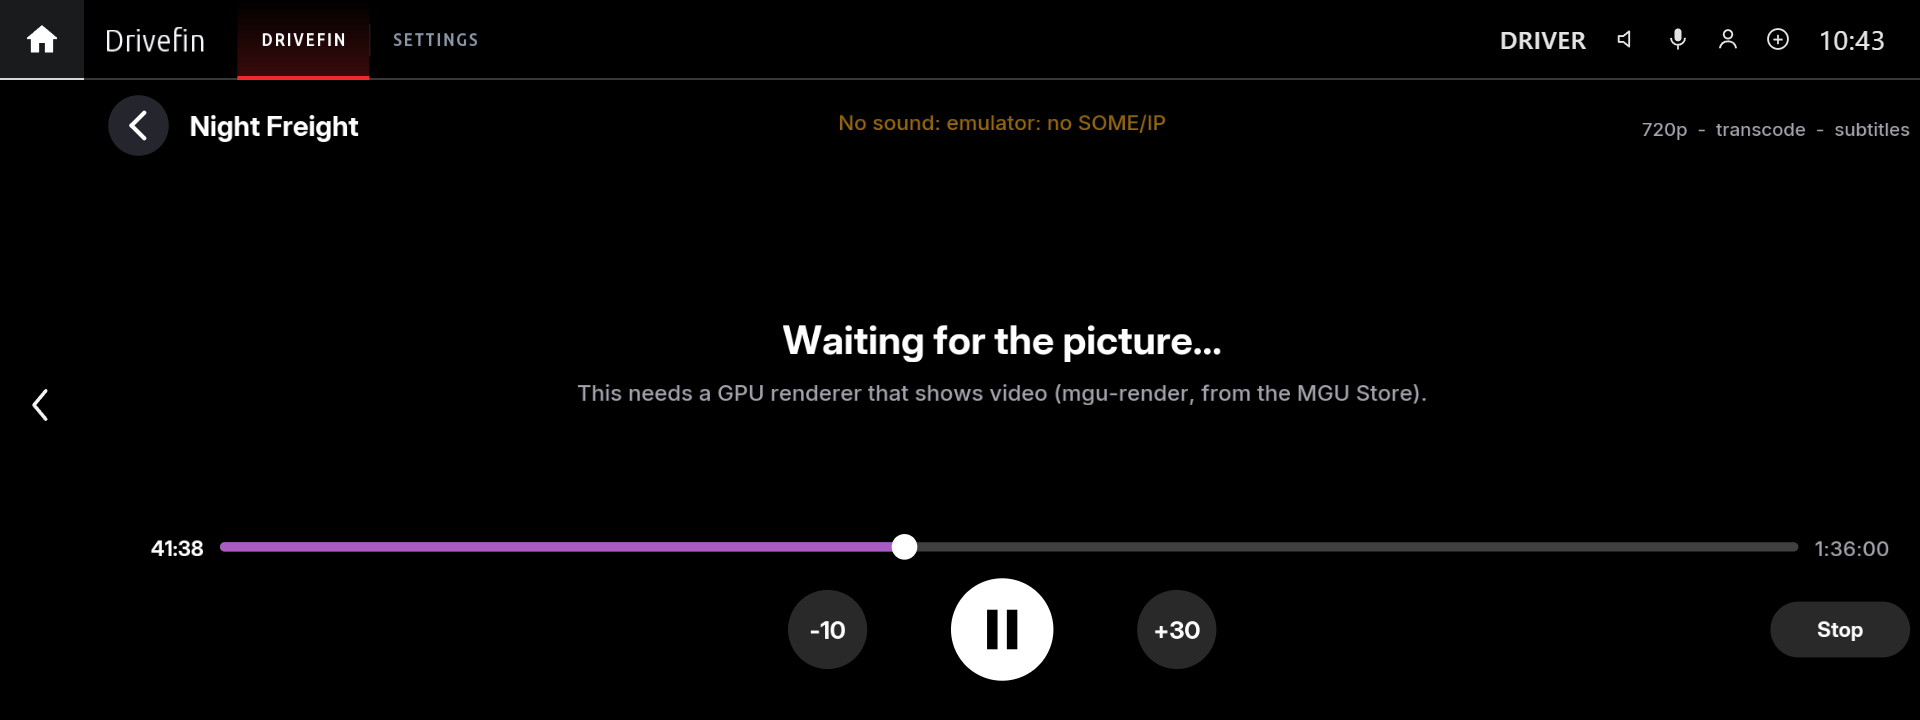 Drivefin DRIVEFIN SETTINGS DRIVER 10:43
Night Freight No sound: emulator: no SOME/IP 720p - transcode - subtitles
Waiting for the picture...
This needs a GPU renderer that shows video (mgu-render, from the MGU Store).
41:38 1:36:00
-10 +30 Stop